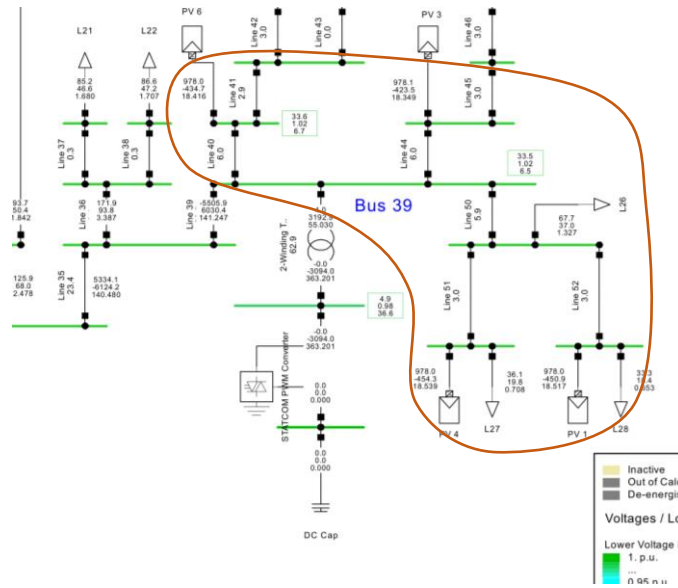 L21
L22
PV 6
Line 42
3.0
Line 43
0.0
PV 3
Line 46
3.0
85.2
46.6
1.680
86.6
47.2
1.707
978.0
-434.7
18.416
Line 41
2.9
978.1
-423.5
18.349
Line 45
3.0
33.6
1.02
6.7
Line 37
0.3
Line 38
0.3
Line 40
6.0
Line 44
6.0
33.5
1.02
6.5
93.7
50.4
1.842
Line 36
171.9
93.8
3.387
Line 39
-5505.9
6030.4
141.247
3192.9
55.030
Bus 39
Line 50
5.9
67.7
37.0
1.327
L26
2-Winding T..
62.9
-0.0
-3094.0
363.201
125.9
68.0
2.478
Line 35
23.4
5334.1
-6124.2
140.480
Line 51
3.0
Line 52
3.0
4.9
0.98
36.6
-0.0
-3094.0
363.201
STATCOM PWM Converter
0.0
0.0
0.000
978.0
-454.3
18.539
36.1
19.8
0.708
978.0
-450.9
18.517
PV 4
L27
PV 1
L28
0.0
0.0
0.000
DC Cap
Inactive
Out of Calc
De-energis
Voltages / Lo
Lower Voltage
1. p.u.
...
0.95 p.u.